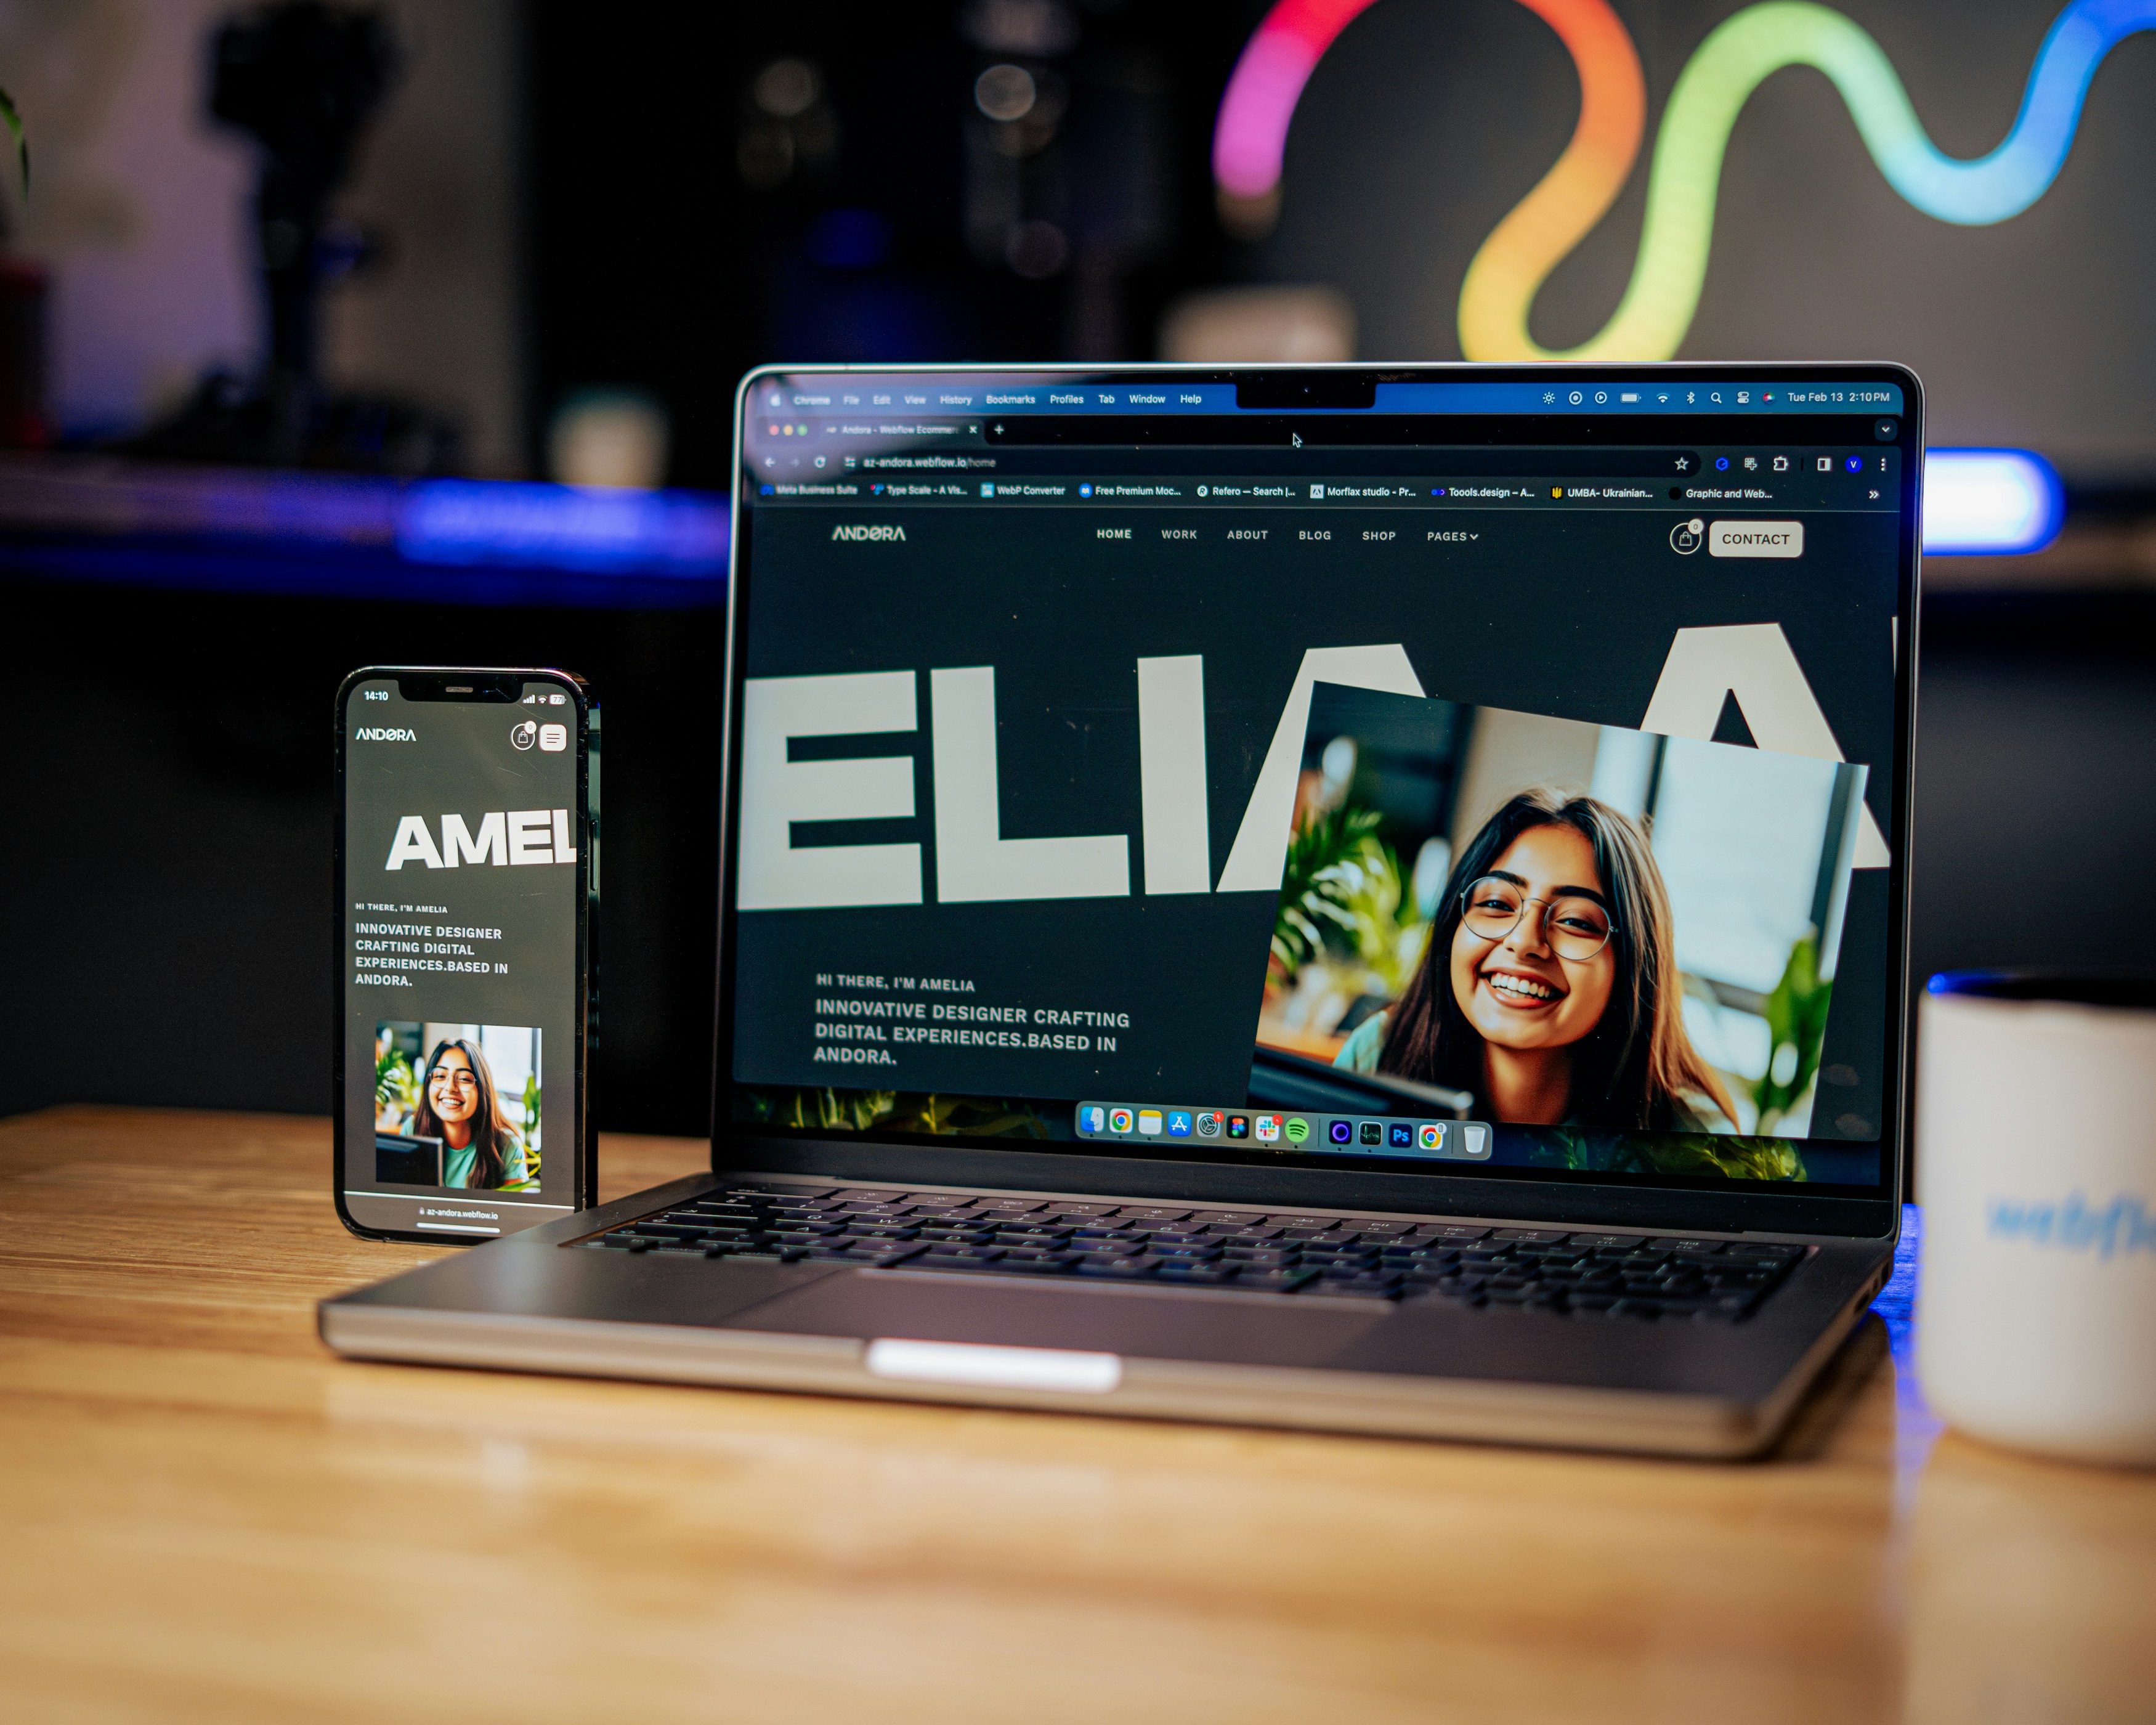 Chrome File Edit View History Bookmarks Profiles Tab Window Help
Tue Feb 13 2:10 PM
Andora - Webflow Ecommer
az-andora.webflow.io/home
Meta Business Suite Type Scale - A Vis... WebP Converter Free Premium Moc... Refero — Search |... Morflax studio - Pr... Toools.design – A... UMBA- Ukrainian... Graphic and Web...
ANDØRA HOME WORK ABOUT BLOG SHOP PAGES 0 CONTACT
ELIA A
HI THERE, I'M AMELIA
INNOVATIVE DESIGNER CRAFTING
DIGITAL EXPERIENCES.BASED IN
ANDORA.
Ps
14:10
ANDØRA
AMEL
HI THERE, I'M AMELIA
INNOVATIVE DESIGNER
CRAFTING DIGITAL
EXPERIENCES.BASED IN
ANDORA.
az-andora.webflow.io
webflo